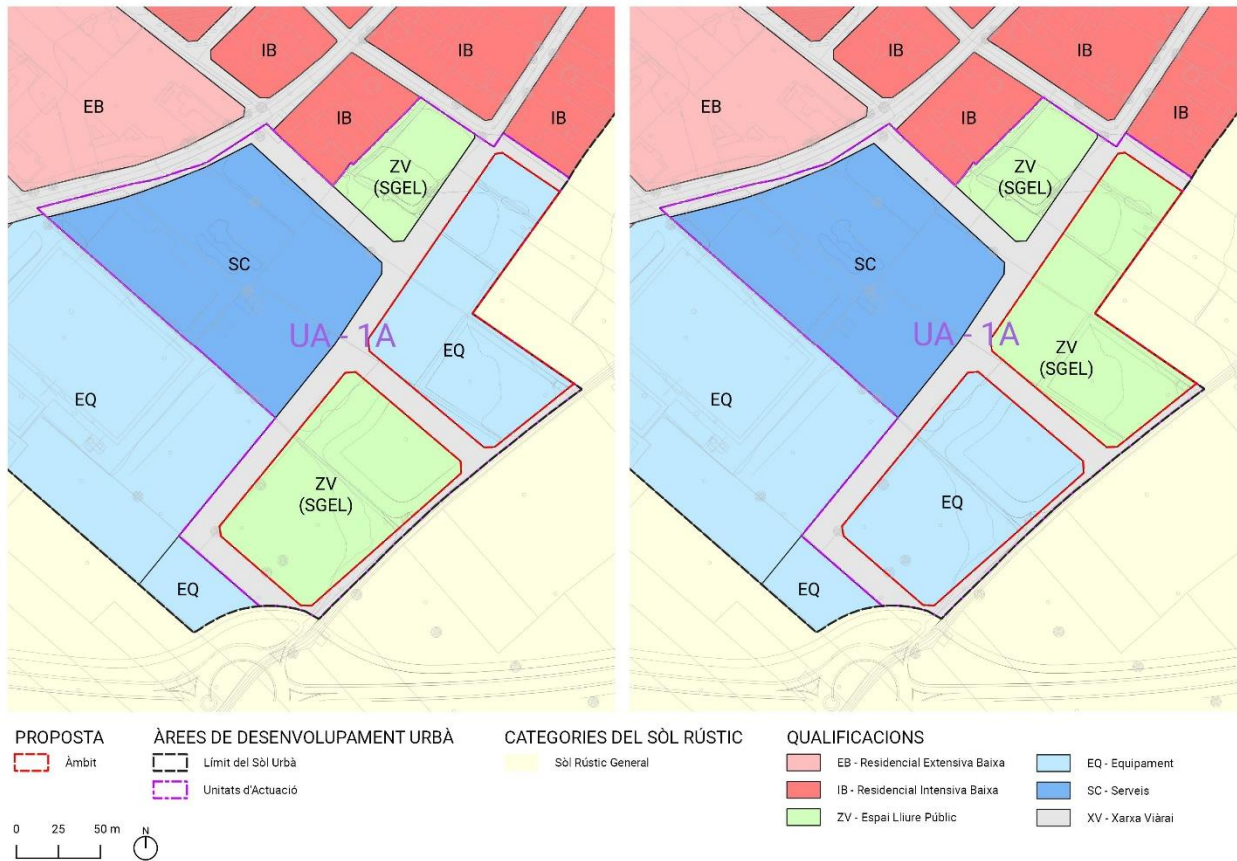 IB
IB
EB
IB
IB
ZV
(SGEL)
SC
UA - 1A
EQ
EQ
ZV
(SGEL)
EQ
IB
IB
EB
IB
IB
ZV
(SGEL)
SC
UA - 1A
ZV
(SGEL)
EQ
EQ
EQ
PROPOSTA
Àmbit
ÀREES DE DESENVOLUPAMENT URBÀ
Límit del Sòl Urbà
Unitats d'Actuació
CATEGORIES DEL SÒL RÚSTIC
Sòl Rústic General
QUALIFICACIONS
EB - Residencial Extensiva Baixa
IB - Residencial Intensiva Baixa
ZV - Espai Lliure Públic
EQ - Equipament
SC - Serveis
XV - Xarxa Viàrai
0 25 50 m
N